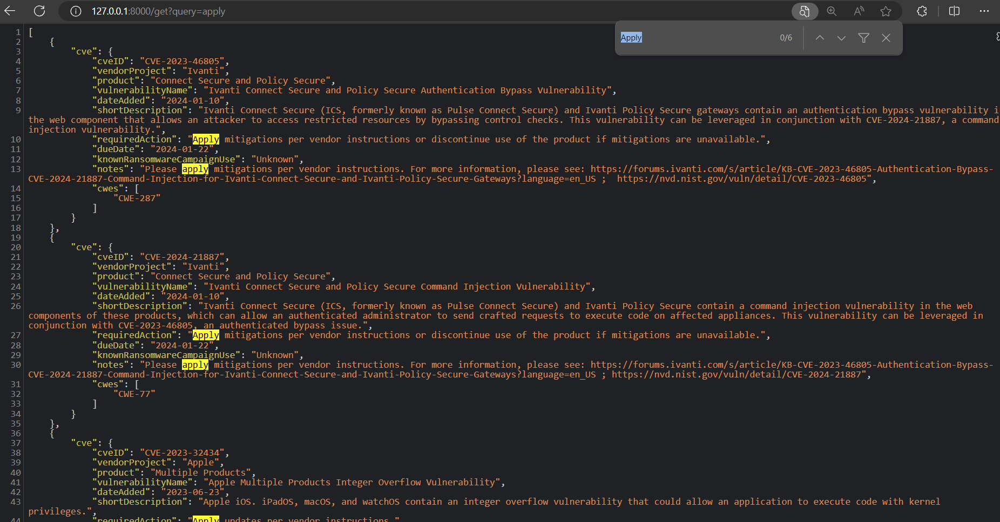 127.0.0.1:8000/get?query=apply
Apply 0/6
1 [
2 {
3 "cve": {
4 "cveID": "CVE-2023-46805",
5 "vendorProject": "Ivanti",
6 "product": "Connect Secure and Policy Secure",
7 "vulnerabilityName": "Ivanti Connect Secure and Policy Secure Authentication Bypass Vulnerability",
8 "dateAdded": "2024-01-10",
9 "shortDescription": "Ivanti Connect Secure (ICS, formerly known as Pulse Connect Secure) and Ivanti Policy Secure gateways contain an authentication bypass vulnerability i
the web component that allows an attacker to access restricted resources by bypassing control checks. This vulnerability can be leveraged in conjunction with CVE-2024-21887, a command
injection vulnerability.",
10 "requiredAction": "Apply mitigations per vendor instructions or discontinue use of the product if mitigations are unavailable.",
11 "dueDate": "2024-01-22",
12 "knownRansomwareCampaignUse": "Unknown",
13 "notes": "Please apply mitigations per vendor instructions. For more information, please see: https://forums.ivanti.com/s/article/KB-CVE-2023-46805-Authentication-Bypass-
CVE-2024-21887-Command-Injection-for-Ivanti-Connect-Secure-and-Ivanti-Policy-Secure-Gateways?language=en_US ;  https://nvd.nist.gov/vuln/detail/CVE-2023-46805",
14 "cwes": [
15 "CWE-287"
16 ]
17 }
18 },
19 {
20 "cve": {
21 "cveID": "CVE-2024-21887",
22 "vendorProject": "Ivanti",
23 "product": "Connect Secure and Policy Secure",
24 "vulnerabilityName": "Ivanti Connect Secure and Policy Secure Command Injection Vulnerability",
25 "dateAdded": "2024-01-10",
26 "shortDescription": "Ivanti Connect Secure (ICS, formerly known as Pulse Connect Secure) and Ivanti Policy Secure contain a command injection vulnerability in the web
components of these products, which can allow an authenticated administrator to send crafted requests to execute code on affected appliances. This vulnerability can be leveraged in
conjunction with CVE-2023-46805, an authenticated bypass issue.",
27 "requiredAction": "Apply mitigations per vendor instructions or discontinue use of the product if mitigations are unavailable.",
28 "dueDate": "2024-01-22",
29 "knownRansomwareCampaignUse": "Unknown",
30 "notes": "Please apply mitigations per vendor instructions. For more information, please see: https://forums.ivanti.com/s/article/KB-CVE-2023-46805-Authentication-Bypass-
CVE-2024-21887-Command-Injection-for-Ivanti-Connect-Secure-and-Ivanti-Policy-Secure-Gateways?language=en_US ; https://nvd.nist.gov/vuln/detail/CVE-2024-21887",
31 "cwes": [
32 "CWE-77"
33 ]
34 }
35 },
36 {
37 "cve": {
38 "cveID": "CVE-2023-32434",
39 "vendorProject": "Apple",
40 "product": "Multiple Products",
41 "vulnerabilityName": "Apple Multiple Products Integer Overflow Vulnerability",
42 "dateAdded": "2023-06-23",
43 "shortDescription": "Apple iOS. iPadOS, macOS, and watchOS contain an integer overflow vulnerability that could allow an application to execute code with kernel
privileges.",
44 "requiredAction": "Apply updates per vendor instructions."